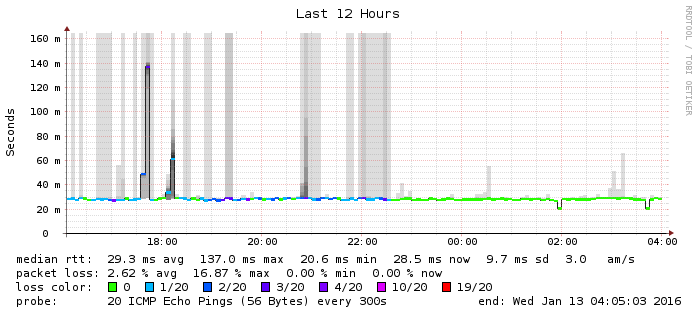 Last 12 Hours
RRDTOOL / TOBI OETIKER
Seconds
160 m
140 m
120 m
100 m
80 m
60 m
40 m
20 m
0
18:00 20:00 22:00 00:00 02:00 04:00
median rtt: 29.3 ms avg 137.0 ms max 20.6 ms min 28.5 ms now 9.7 ms sd 3.0 am/s
packet loss: 2.62 % avg 16.87 % max 0.00 % min 0.00 % now
loss color: 0 1/20 2/20 3/20 4/20 10/20 19/20
probe: 20 ICMP Echo Pings (56 Bytes) every 300s end: Wed Jan 13 04:05:03 2016